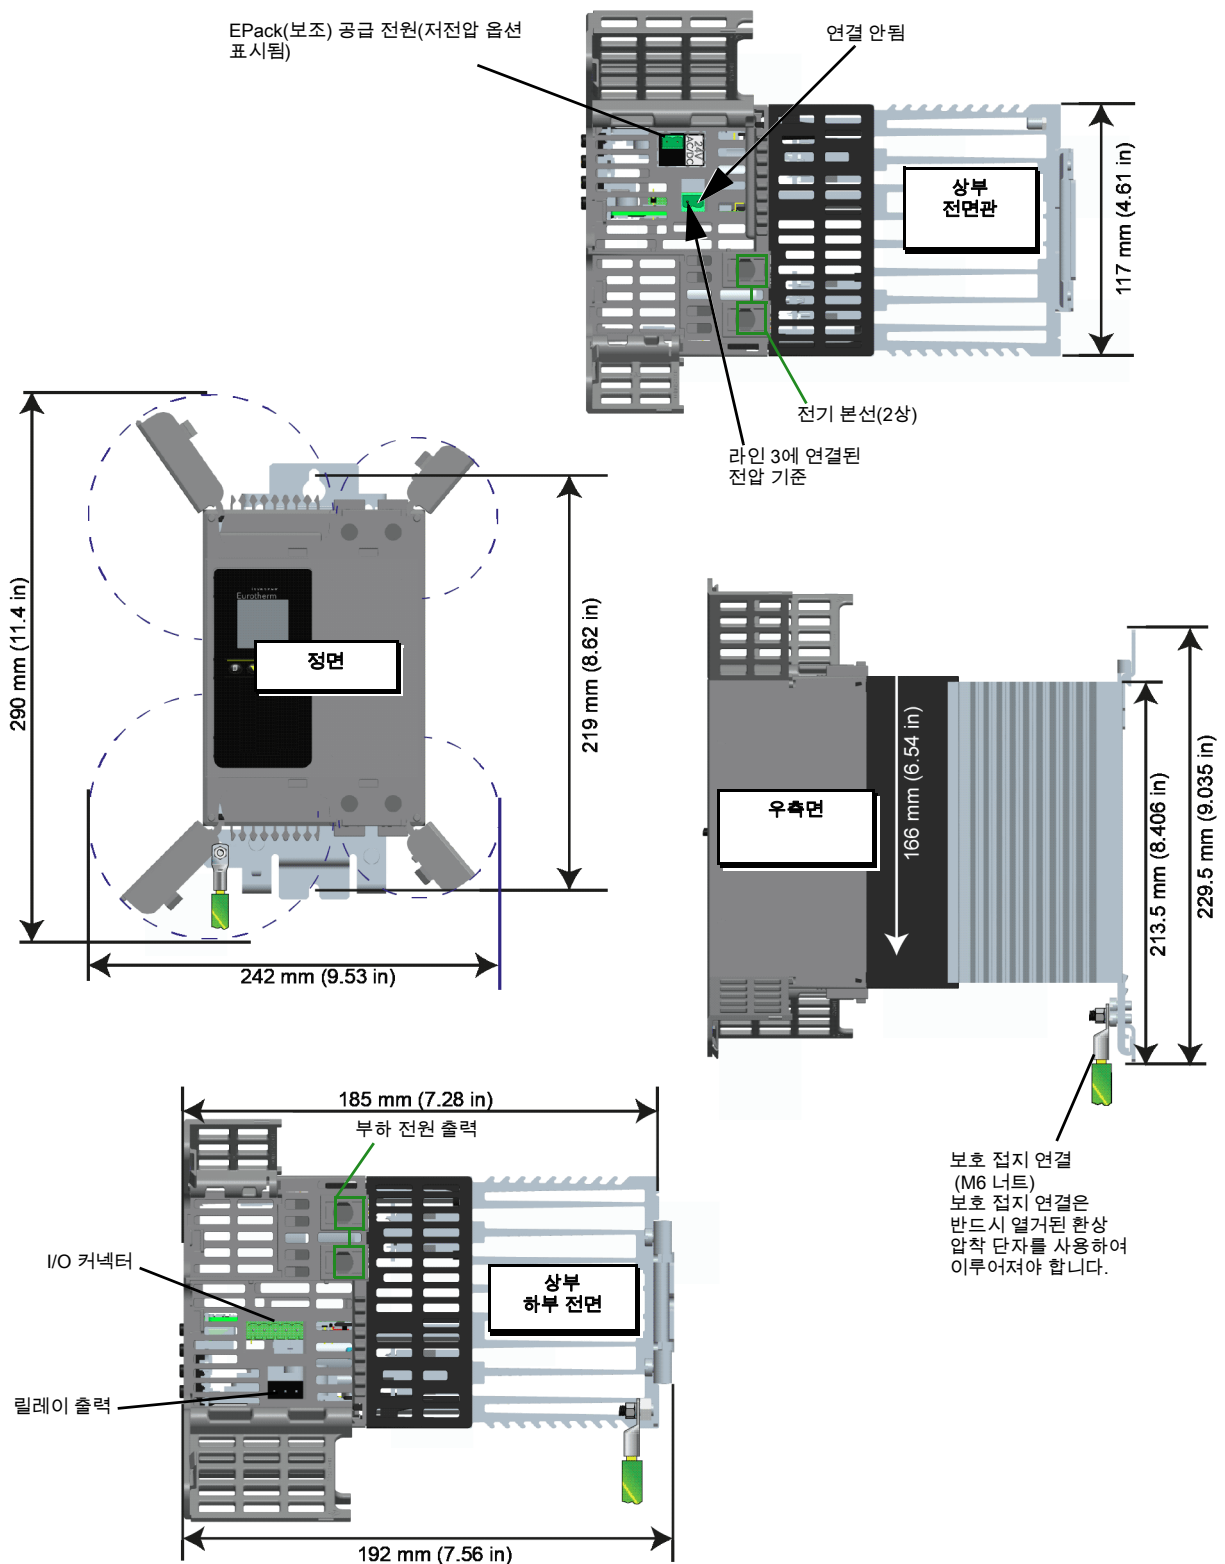 EPack(보조) 공급 전원(저전압 옵션
표시됨)
연결 안됨
24V
AC/DC
상부
전면관
117 mm (4.61 in)
전기 본선(2상)
라인 3에 연결된
전압 기준
290 mm (11.4 in)
Eurotherm
정면
219 mm (8.62 in)
242 mm (9.53 in)
우측면
166 mm (6.54 in)
213.5 mm (8.406 in)
229.5 mm (9.035 in)
185 mm (7.28 in)
부하 전원 출력
I/O 커넥터
상부
하부 전면
릴레이 출력
192 mm (7.56 in)
보호 접지 연결
(M6 너트)
보호 접지 연결은
반드시 열거된 환상
압착 단자를 사용하여
이루어져야 합니다.